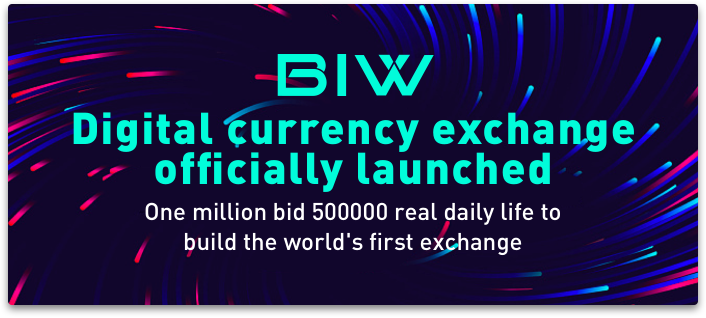 BIW
Digital currency exchange
officially launched
One million bid 500000 real daily life to
build the world's first exchange